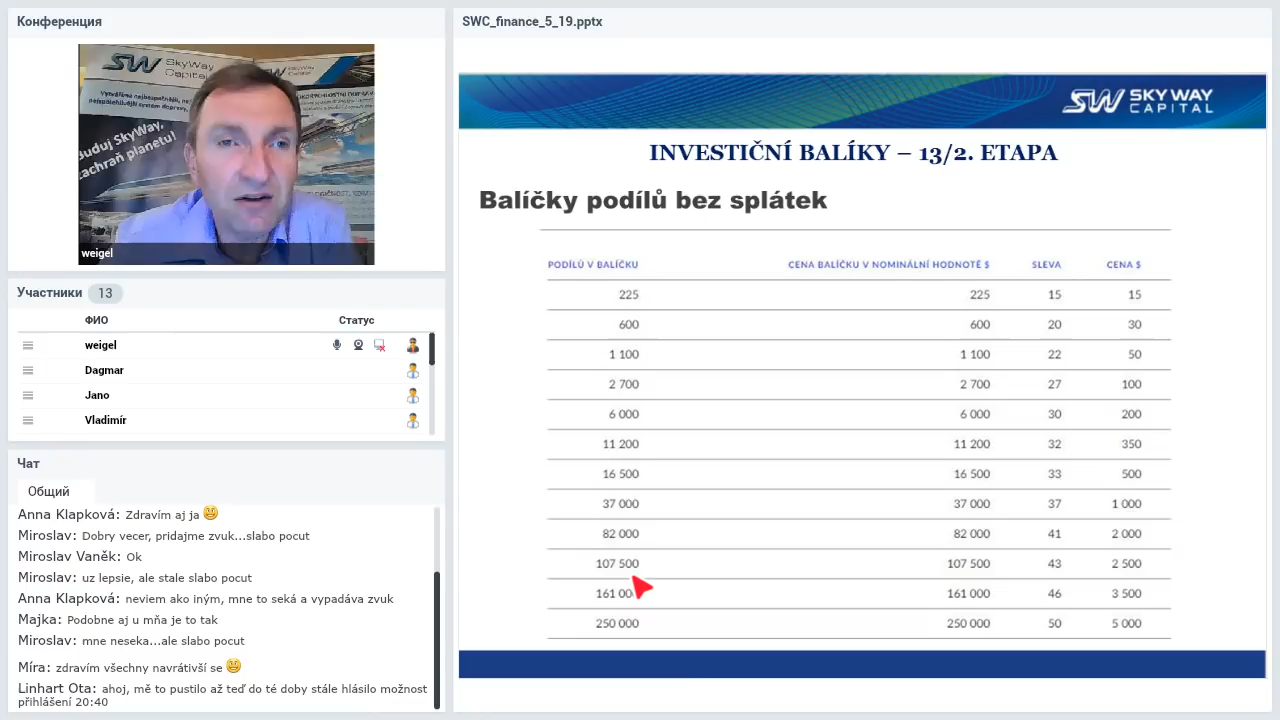 Конференция
SW SkyWay
Capital
Buduj SkyWay,
zachraň planetu!
weigel
Участники 13
ФИО Статус
weigel
Dagmar
Jano
Vladimír
Чат
Общий
Anna Klapková: Zdravím aj ja
Miroslav: Dobry vecer, pridajme zvuk...slabo pocut
Miroslav Vaněk: Ok
Miroslav: uz lepsie, ale stale slabo pocut
Anna Klapková: neviem ako iným, mne to seká a vypadáva zvuk
Majka: Podobne aj u mňa je to tak
Miroslav: mne neseka...ale slabo pocut
Míra: zdravím všechny navrátivší se
Linhart Ota: ahoj, mě to pustilo až teď do té doby stále hlásilo možnost
přihlášení 20:40
SWC_finance_5_19.pptx
SW SKY WAY
CAPITAL
INVESTIČNÍ BALÍKY – 13/2. ETAPA
Balíčky podílů bez splátek
PODÍLŮ V BALÍČKU CENA BALÍČKU V NOMINÁLNÍ HODNOTĚ $ SLEVA CENA $
225 225 15 15
600 600 20 30
1 100 1 100 22 50
2 700 2 700 27 100
6 000 6 000 30 200
11 200 11 200 32 350
16 500 16 500 33 500
37 000 37 000 37 1 000
82 000 82 000 41 2 000
107 500 107 500 43 2 500
161 00 161 000 46 3 500
250 000 250 000 50 5 000